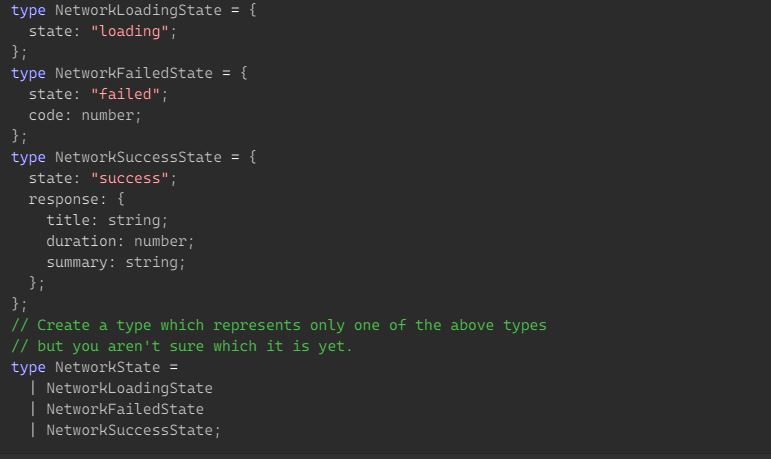 type NetworkLoadingState = {
  state: "loading";
};
type NetworkFailedState = {
  state: "failed";
  code: number;
};
type NetworkSuccessState = {
  state: "success";
  response: {
    title: string;
    duration: number;
    summary: string;
  };
};
// Create a type which represents only one of the above types
// but you aren't sure which it is yet.
type NetworkState =
  | NetworkLoadingState
  | NetworkFailedState
  | NetworkSuccessState;